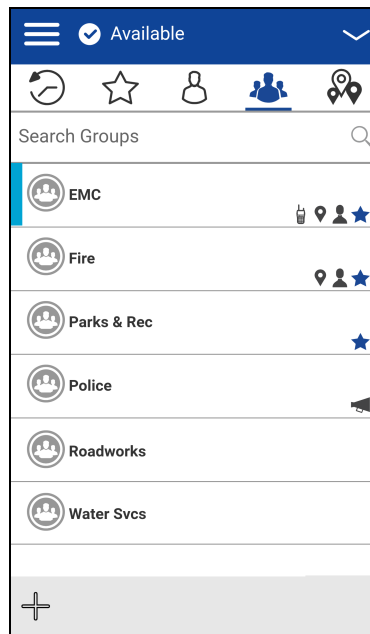 Available
Search Groups
EMC
Fire
Parks & Rec
Police
Roadworks
Water Svcs